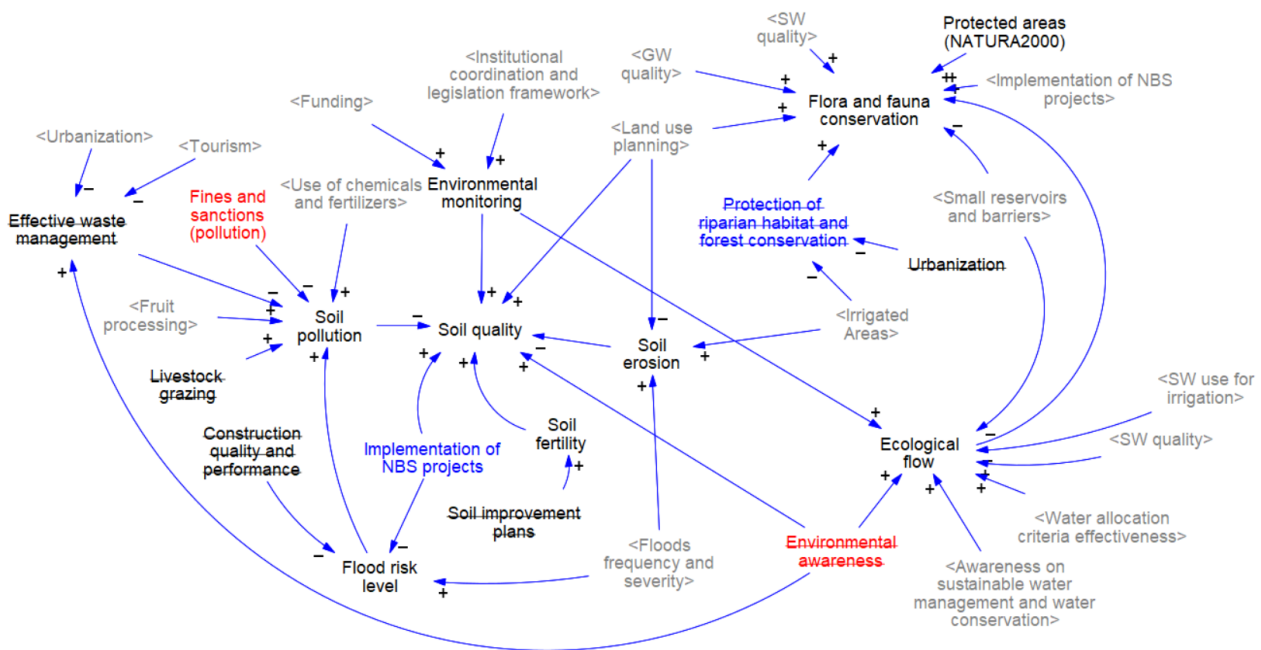 <SW
quality>
Protected areas
(NATURA2000)
<Institutional
coordination and
legislation framework>
<GW
quality>
<Implementation of NBS
projects>
<Funding>
Flora and fauna
conservation
<Urbanization>
<Tourism>
<Land use
planning>
<Use of chemicals
and fertilizers>
Environmental
monitoring
Fines and
sanctions
(pollution)
<Small reservoirs
and barriers>
Effective waste
management
Protection of
riparian habitat and
forest conservation
Urbanization
<Fruit
processing>
Soil
pollution
Soil quality
Soil
erosion
<Irrigated
Areas>
Livestock
grazing
<SW use for
irrigation>
Construction
quality and
performance
Implementation of
NBS projects
Soil
fertility
Ecological
flow
<SW quality>
Soil improvement
plans
<Water allocation
criteria effectiveness>
Flood risk
level
<Floods
frequency and
severity>
Environmental
awareness
<Awareness on
sustainable water
management and water
conservation>